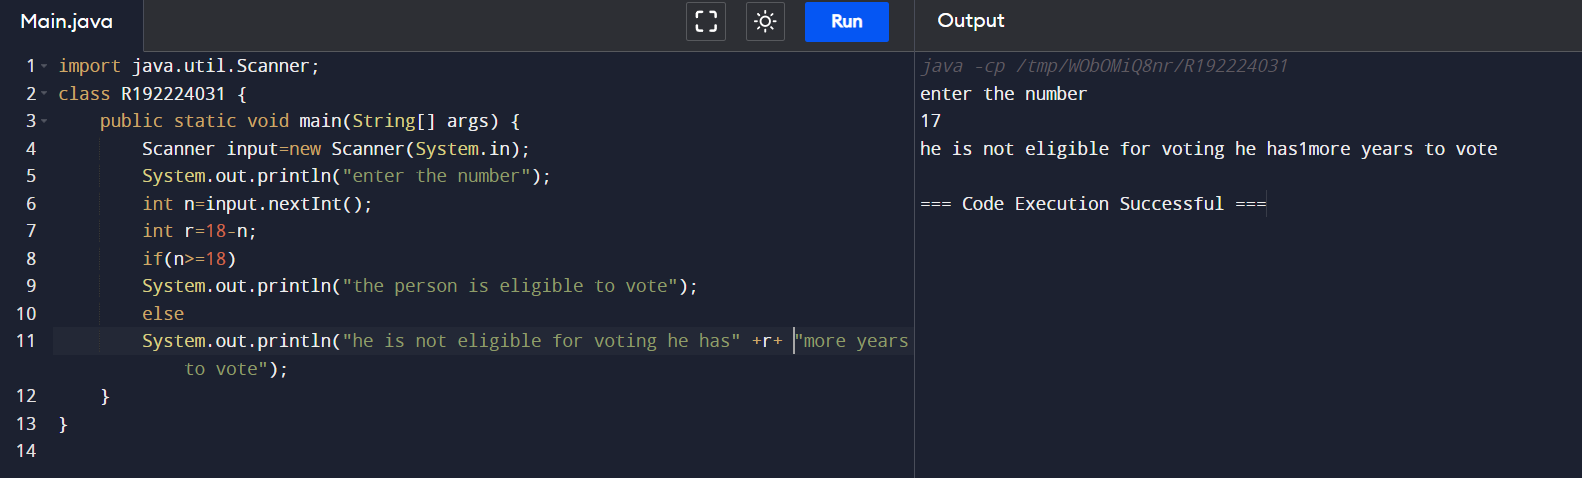 Main.java
Run
Output
1 import java.util.Scanner;
2 class R192224031 {
3 public static void main(String[] args) {
4 Scanner input=new Scanner(System.in);
5 System.out.println("enter the number");
6 int n=input.nextInt();
7 int r=18-n;
8 if(n>=18)
9 System.out.println("the person is eligible to vote");
10 else
11 System.out.println("he is not eligible for voting he has" +r+ "more years
to vote");
12 }
13 }
14
java -cp /tmp/WObOMiQ8nr/R192224031
enter the number
17
he is not eligible for voting he has1more years to vote
=== Code Execution Successful ===